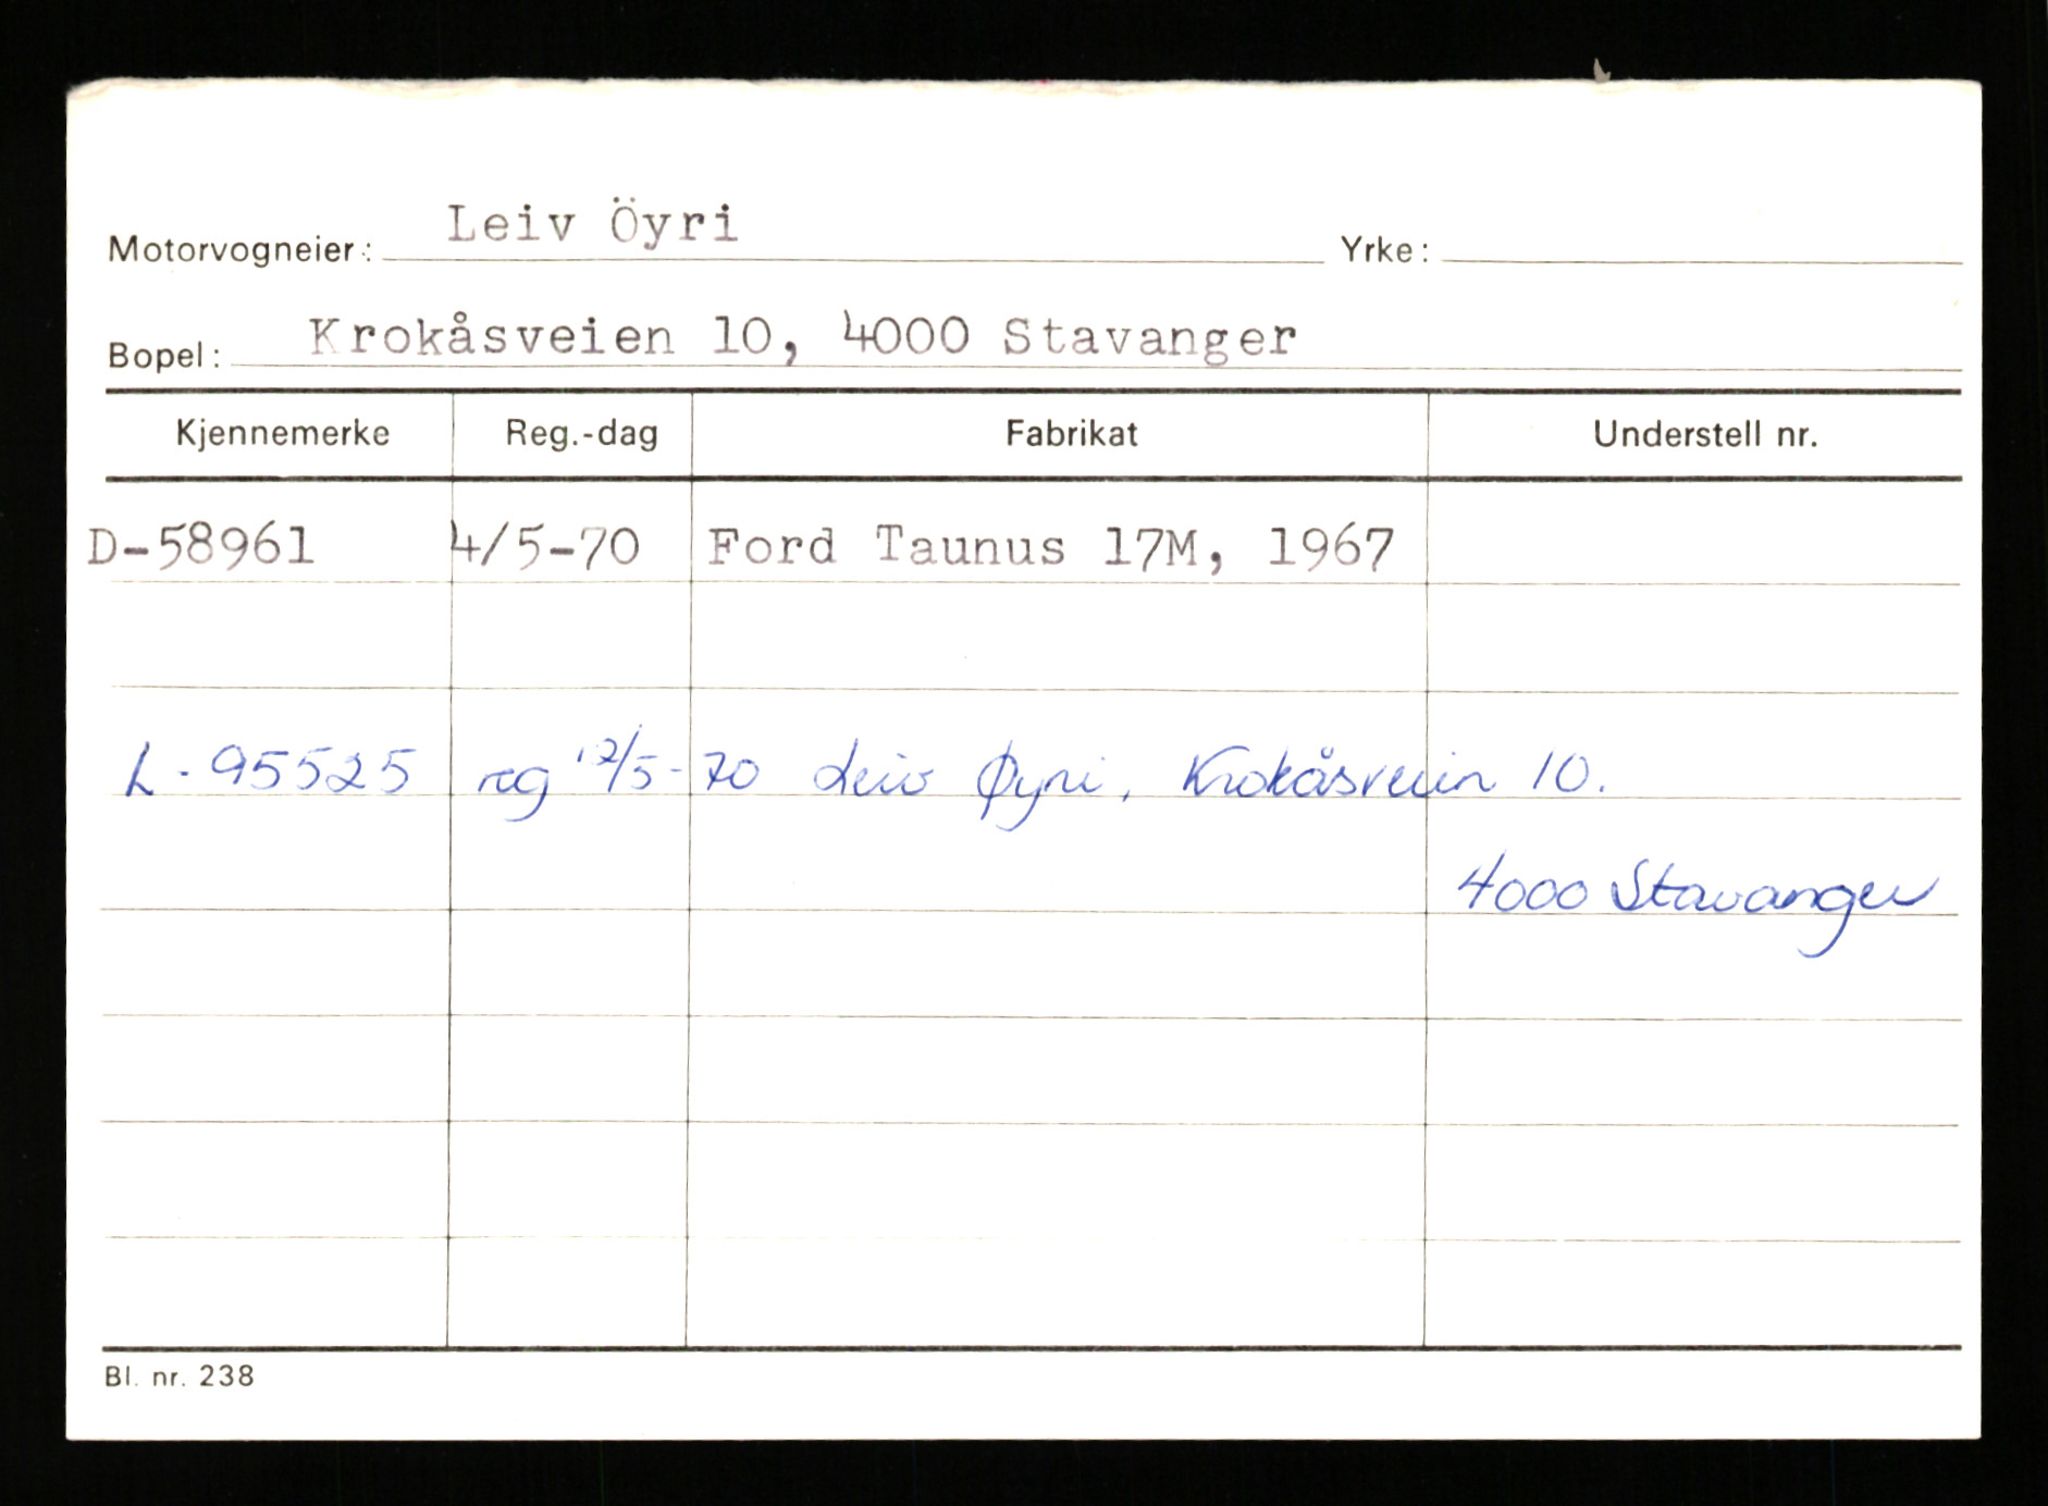 Motorvogneier: Leiv Öyri Yrke:
Bopel: Krokåsveien 10, 4000 Stavanger
Kjennemerke Reg.-dag Fabrikat Understell nr.
D-58961 4/5-70 Ford Taunus 17M, 1967
L-95525 reg 12/5-70 Leiv Øyri, Krokåsveien 10.
4000 Stavanger
Bl. nr. 238